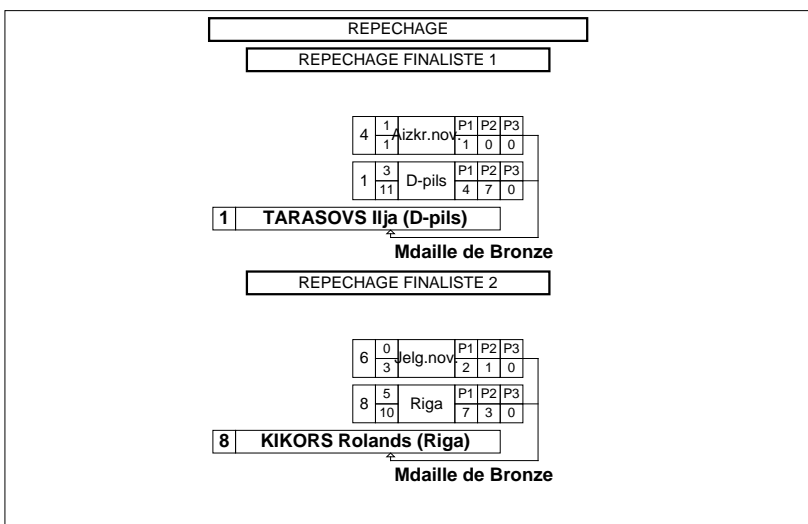 REPECHAGE
REPECHAGE FINALISTE 1
4 1 Aizkr.nov. P1 P2 P3
1 1 0 0
1 3 D-pils P1 P2 P3
11 4 7 0
1 TARASOVS Ilja (D-pils)
Mdaille de Bronze
REPECHAGE FINALISTE 2
6 0 Jelg.nov. P1 P2 P3
3 2 1 0
8 5 Riga P1 P2 P3
10 7 3 0
8 KIKORS Rolands (Riga)
Mdaille de Bronze